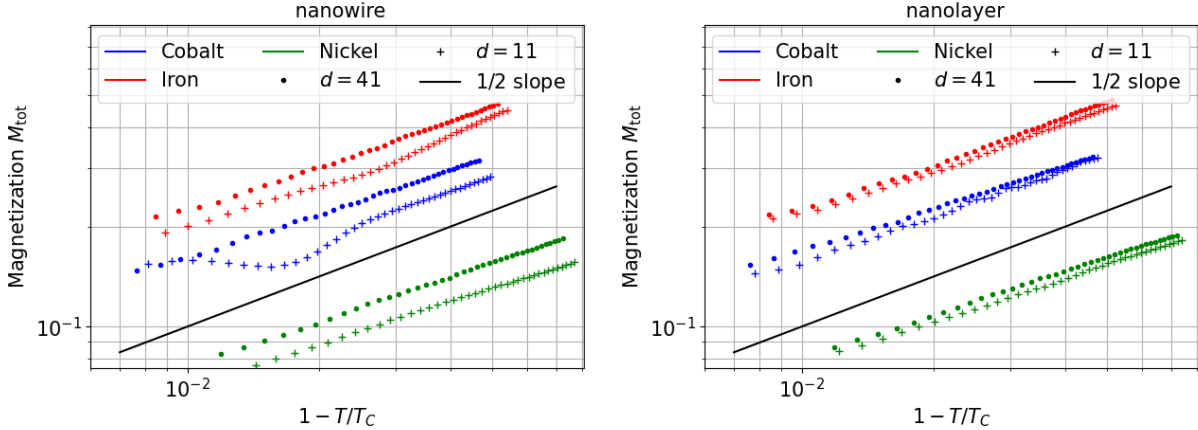 nanowire
Cobalt
Iron
Nickel
d = 41
d = 11
1/2 slope
Magnetization M_tot
10^{-1}
10^{-2}
1 − T/T_C
nanolayer
Cobalt
Iron
Nickel
d = 41
d = 11
1/2 slope
Magnetization M_tot
10^{-1}
10^{-2}
1 − T/T_C